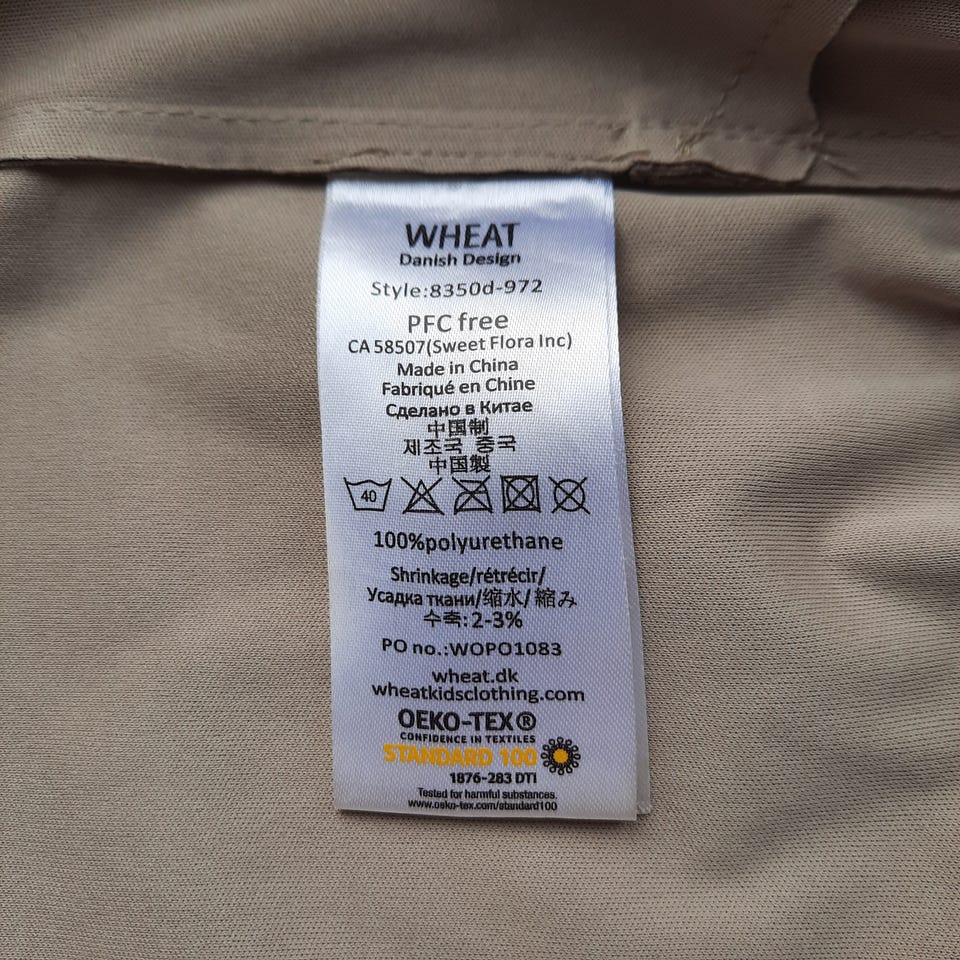 WHEAT
Danish Design
Style:8350d-972
PFC free
CA 58507(Sweet Flora Inc)
Made in China
Fabriqué en Chine
Сделано в Китае
中国制
제조국 중국
中国製
40
100%polyurethane
Shrinkage/rétrécir/
Усадка ткани/缩水/ 縮み
수축:2-3%
PO no.:WOPO1083
wheat.dk
wheatkidsclothing.com
OEKO-TEX®
CONFIDENCE IN TEXTILES
STANDARD 100
1876-283 DTI
Tested for harmful substances.
www.oeko-tex.com/standard100